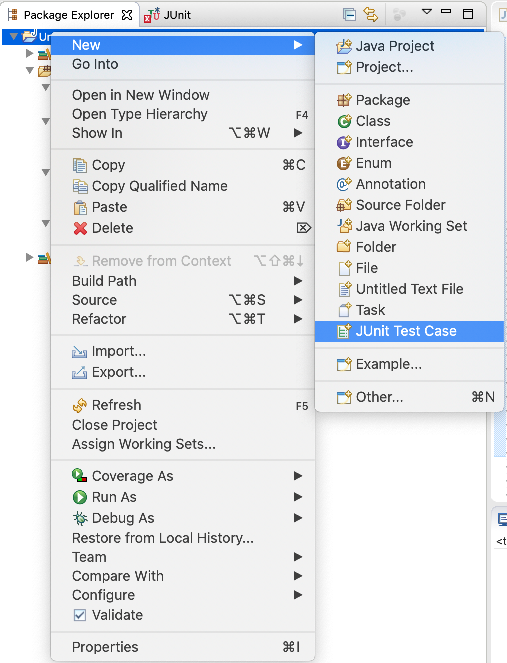 Package Explorer
JUnit
Un
New
Go Into
Open in New Window
Open Type Hierarchy F4
Show In ⌥⌘W
Copy ⌘C
Copy Qualified Name
Paste ⌘V
Delete ⌦
Remove from Context ⌥⇧⌘↓
Build Path
Source ⌥⌘S
Refactor ⌥⌘T
Import...
Export...
Refresh F5
Close Project
Assign Working Sets...
Coverage As
Run As
Debug As
Restore from Local History...
Team
Compare With
Configure
Validate
Properties ⌘I
Java Project
Project...
Package
Class
Interface
Enum
Annotation
Source Folder
Java Working Set
Folder
File
Untitled Text File
Task
JUnit Test Case
Example...
Other... ⌘N
<t